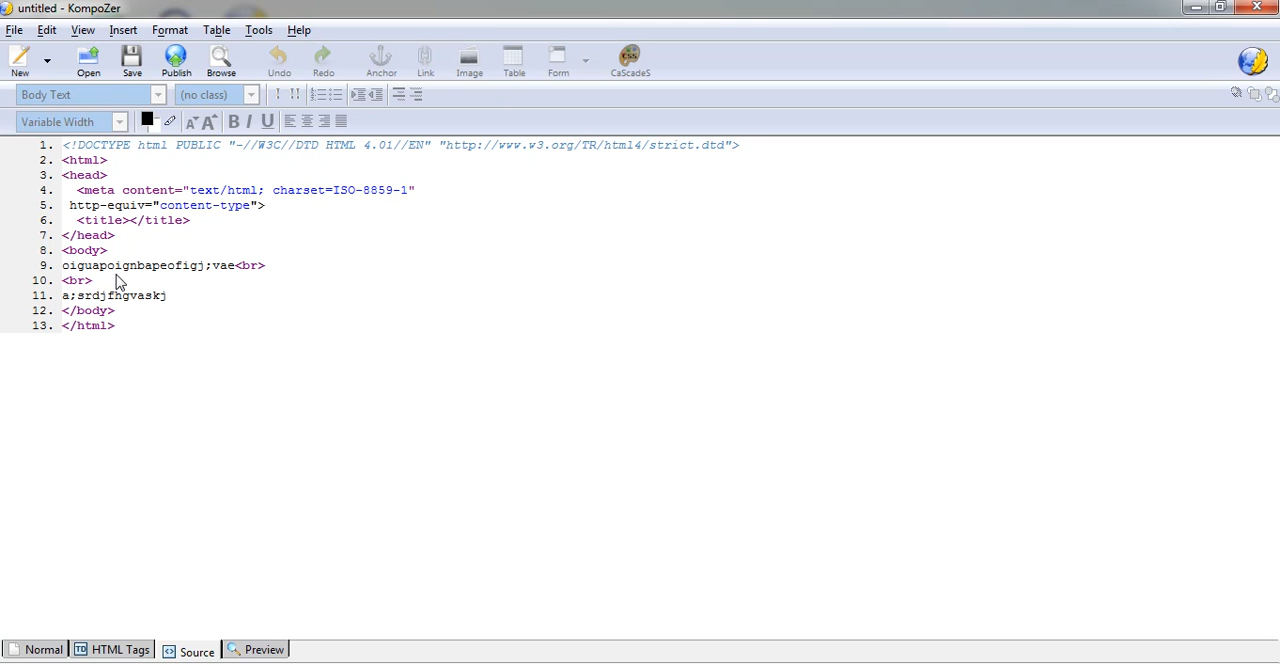 untitled - KompoZer
File Edit View Insert Format Table Tools Help
New Open Save Publish Browse Undo Redo Anchor Link Image Table Form CaScadeS
Body Text (no class) ! !!
Variable Width A A B I U
1. <!DOCTYPE html PUBLIC "-//W3C//DTD HTML 4.01//EN" "http://www.w3.org/TR/html4/strict.dtd">
2. <html>
3. <head>
4. <meta content="text/html; charset=ISO-8859-1"
5. http-equiv="content-type">
6. <title></title>
7. </head>
8. <body>
9. oiguapoignbapeofigj;vae<br>
10. <br>
11. a;srdjfhgvaskj
12. </body>
13. </html>
Normal TD HTML Tags Source Preview